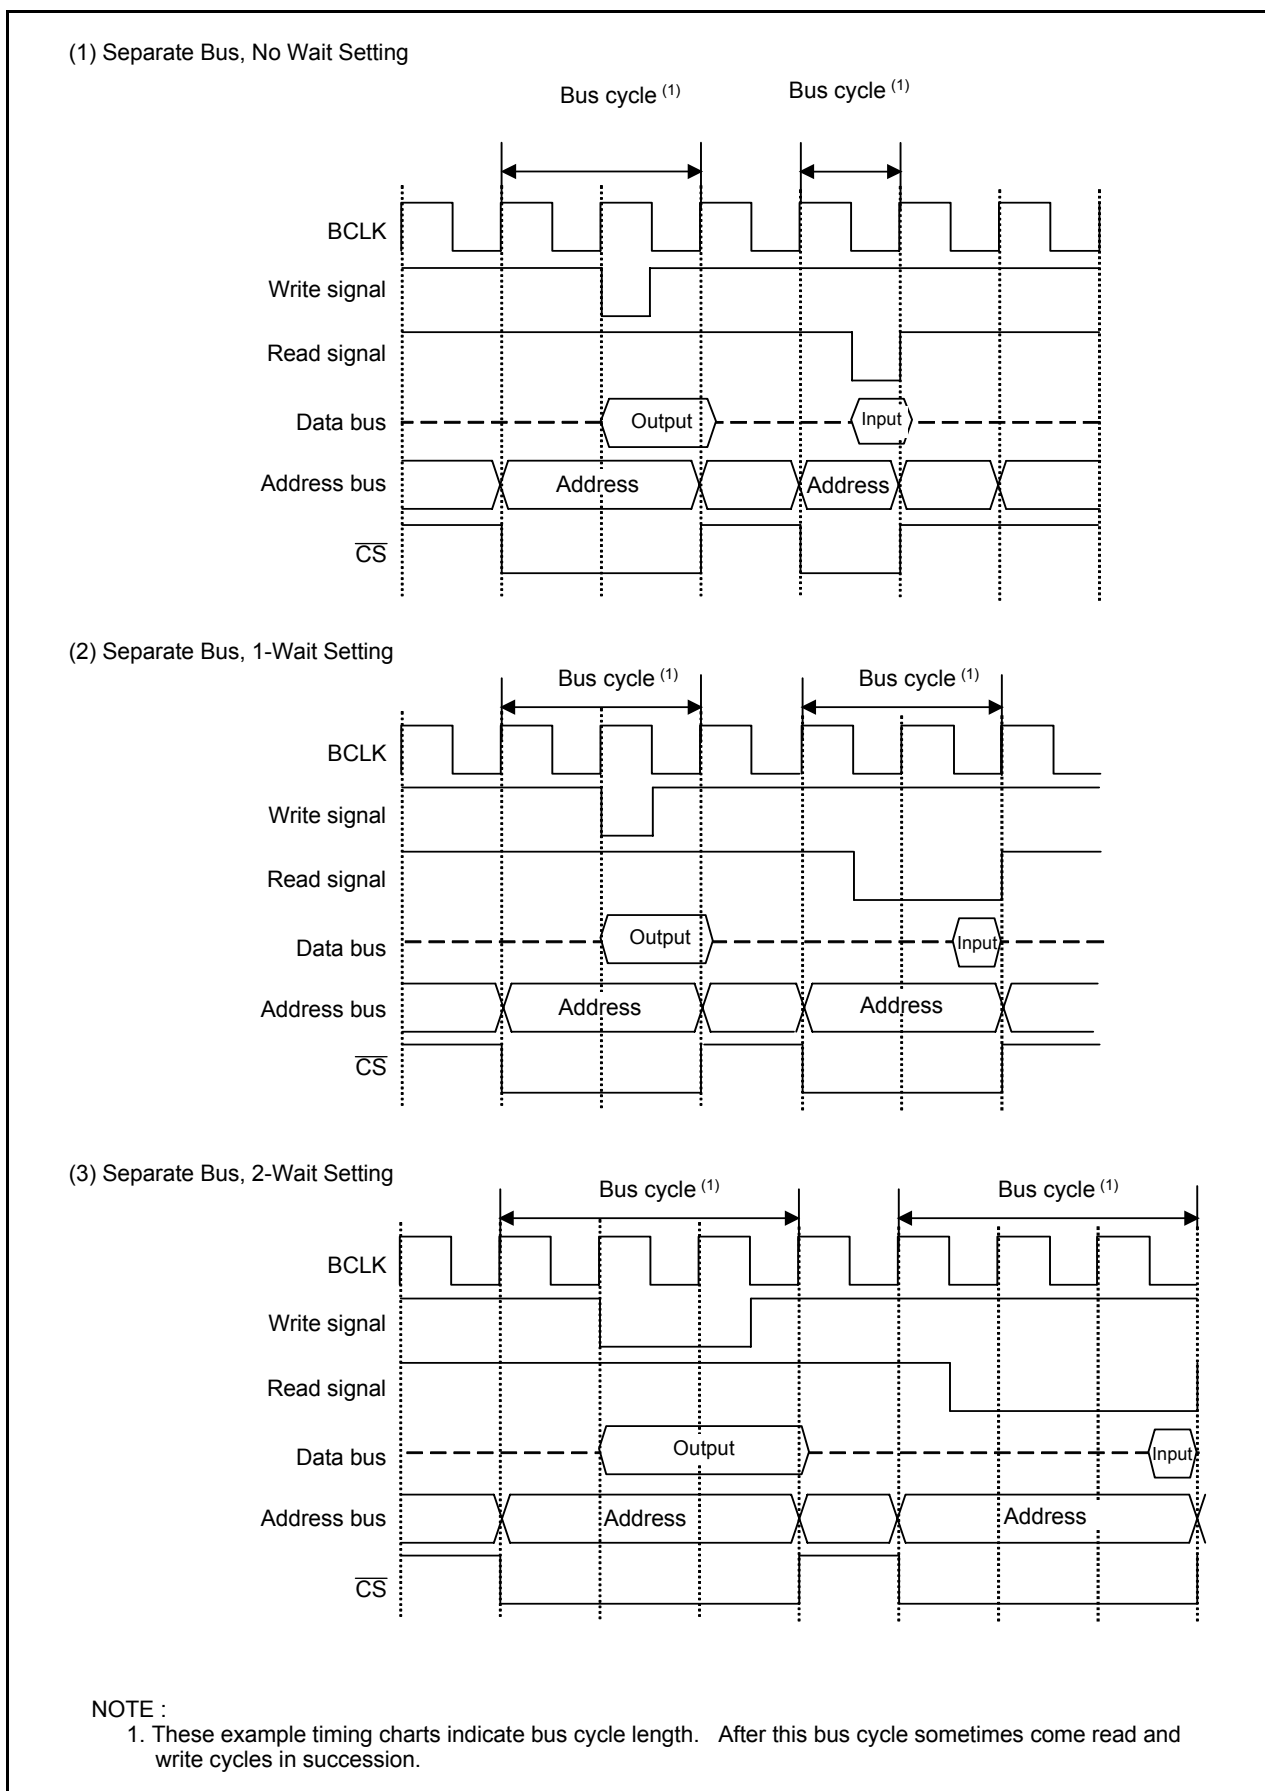 (1) Separate Bus, No Wait Setting
Bus cycle (1)
Bus cycle (1)
BCLK
Write signal
Read signal
Data bus
Output
Input
Address bus
Address
Address
CS
(2) Separate Bus, 1-Wait Setting
Bus cycle (1)
Bus cycle (1)
BCLK
Write signal
Read signal
Data bus
Output
Input
Address bus
Address
Address
CS
(3) Separate Bus, 2-Wait Setting
Bus cycle (1)
Bus cycle (1)
BCLK
Write signal
Read signal
Data bus
Output
Input
Address bus
Address
Address
CS
NOTE :
1. These example timing charts indicate bus cycle length. After this bus cycle sometimes come read and
write cycles in succession.